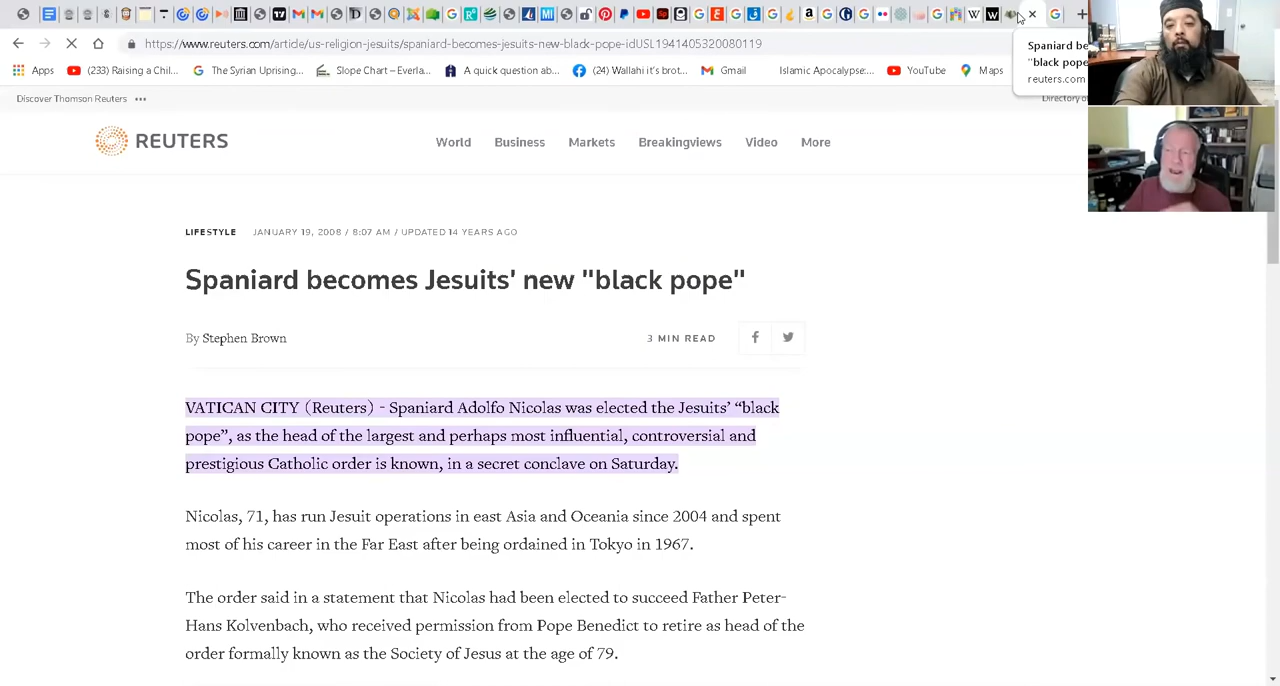 https://www.reuters.com/article/us-religion-jesuits/spaniard-becomes-jesuits-new-black-pope-idUSL1941405320080119
Spaniard be
"black pope
reuters.com
Apps (233) Raising a Chil... The Syrian Uprising... Slope Chart – Everla... A quick question ab... (24) Wallahi it's brot... Gmail Islamic Apocalypse:... YouTube Maps
Discover Thomson Reuters ••• Directory of
REUTERS World Business Markets Breakingviews Video More
LIFESTYLE JANUARY 19, 2008 / 8:07 AM / UPDATED 14 YEARS AGO
Spaniard becomes Jesuits' new "black pope"
By Stephen Brown 3 MIN READ
VATICAN CITY (Reuters) - Spaniard Adolfo Nicolas was elected the Jesuits' “black
pope”, as the head of the largest and perhaps most influential, controversial and
prestigious Catholic order is known, in a secret conclave on Saturday.
Nicolas, 71, has run Jesuit operations in east Asia and Oceania since 2004 and spent
most of his career in the Far East after being ordained in Tokyo in 1967.
The order said in a statement that Nicolas had been elected to succeed Father Peter-
Hans Kolvenbach, who received permission from Pope Benedict to retire as head of the
order formally known as the Society of Jesus at the age of 79.